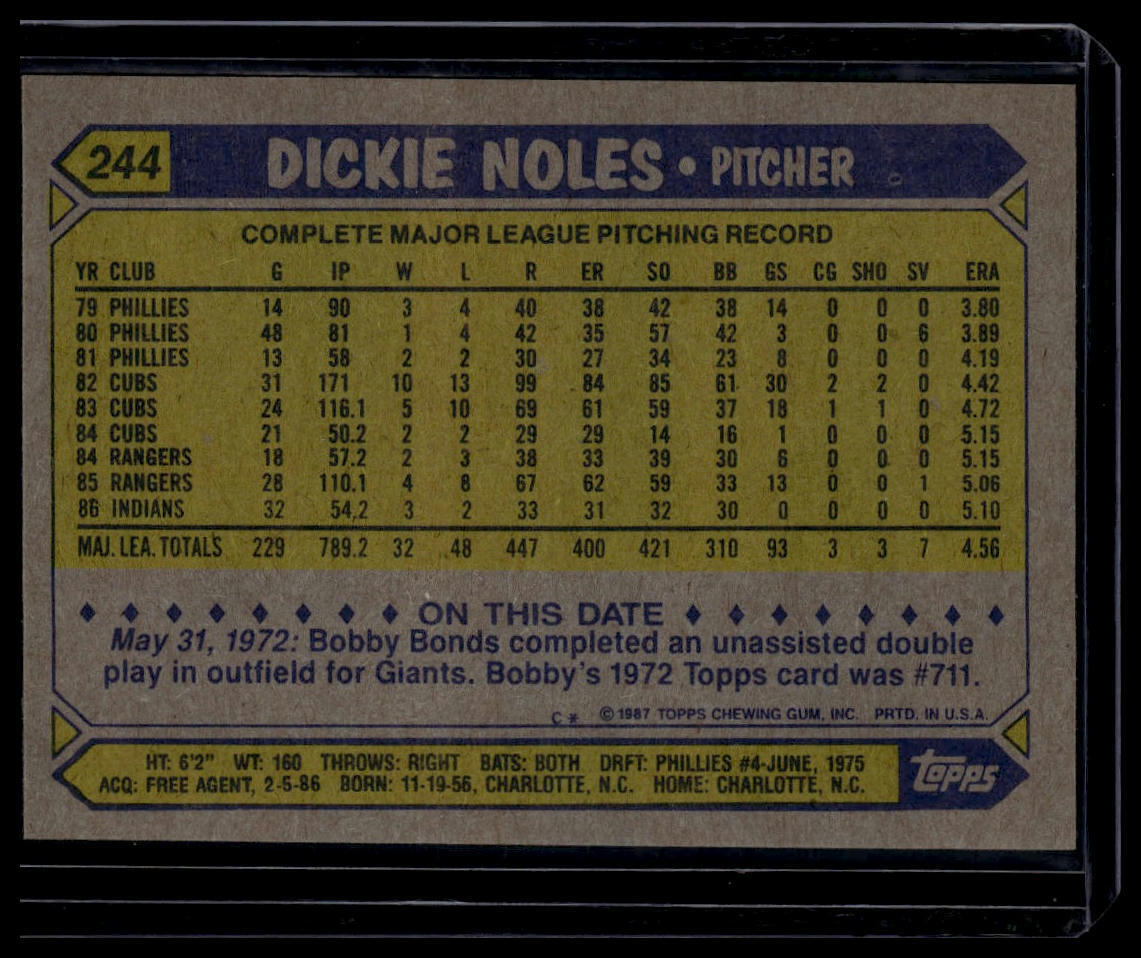 244 DICKIE NOLES • PITCHER
COMPLETE MAJOR LEAGUE PITCHING RECORD
YR CLUB G IP W L R ER SO BB GS CG SHO SV ERA
79 PHILLIES 14 90 3 4 40 38 42 38 14 0 0 0 3.80
80 PHILLIES 48 81 1 4 42 35 57 42 3 0 0 6 3.89
81 PHILLIES 13 58 2 2 30 27 34 23 8 0 0 0 4.19
82 CUBS 31 171 10 13 99 84 85 61 30 2 2 0 4.42
83 CUBS 24 116.1 5 10 69 61 59 37 18 1 1 0 4.72
84 CUBS 21 50.2 2 2 29 29 14 16 1 0 0 0 5.15
84 RANGERS 18 57.2 2 3 38 33 39 30 6 0 0 0 5.15
85 RANGERS 28 110.1 4 8 67 62 59 33 13 0 0 1 5.06
86 INDIANS 32 54.2 3 2 33 31 32 30 0 0 0 0 5.10
MAJ. LEA. TOTALS 229 789.2 32 48 447 400 421 310 93 3 3 7 4.56
♦ ♦ ♦ ♦ ♦ ♦ ♦ ♦ ON THIS DATE ♦ ♦ ♦ ♦ ♦ ♦ ♦ ♦
May 31, 1972: Bobby Bonds completed an unassisted double
play in outfield for Giants. Bobby's 1972 Topps card was #711.
C* © 1987 TOPPS CHEWING GUM, INC. PRTD. IN U.S.A.
HT: 6'2" WT: 160 THROWS: RIGHT BATS: BOTH DRFT: PHILLIES #4-JUNE, 1975
ACQ: FREE AGENT, 2-5-86 BORN: 11-19-56, CHARLOTTE, N.C. HOME: CHARLOTTE, N.C.
topps